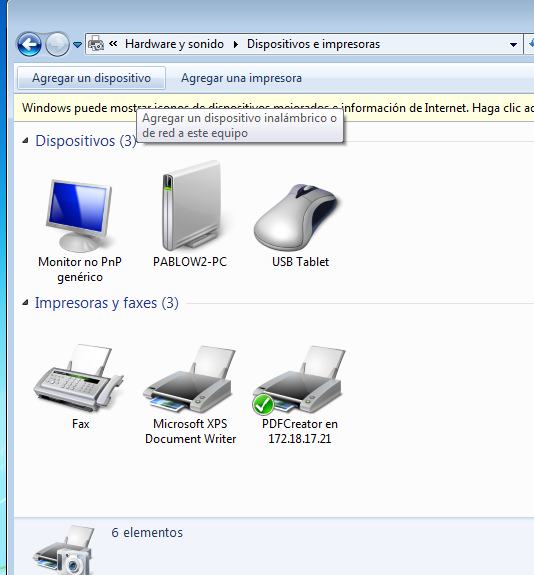 « Hardware y sonido Dispositivos e impresoras
Agregar un dispositivo Agregar una impresora
Windows puede mostrar iconos de dispositivos mejorados e información de Internet. Haga clic
Agregar un dispositivo inalámbrico o
de red a este equipo
Dispositivos (3)
Monitor no PnP
genérico
PABLOW2-PC
USB Tablet
Impresoras y faxes (3)
Fax
Microsoft XPS
Document Writer
PDFCreator en
172.18.17.21
6 elementos